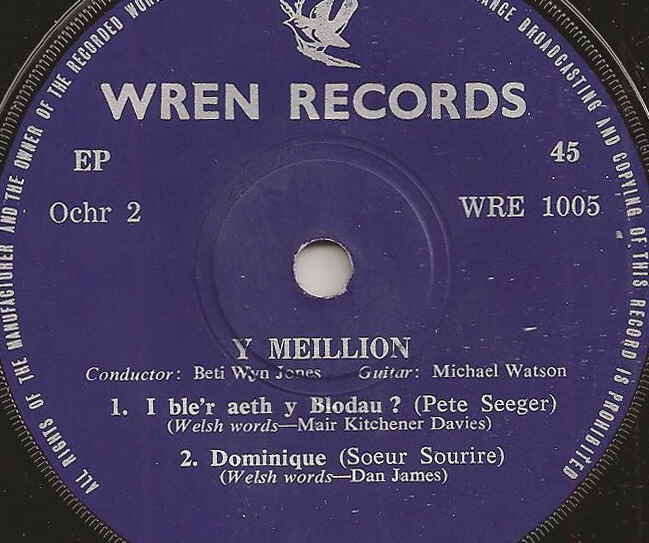 ALL RIGHTS OF THE MANUFACTURER AND THE OWNER OF THE RECORDED
BROADCASTING AND COPYING OF THIS RECORD IS PROHIBITED
WREN RECORDS
EP 45
Ochr 2 WRE 1005
Y MEILLION
Conductor: Beti Wyn Jones Guitar: Michael Watson
1. I ble'r aeth y Blodau? (Pete Seeger)
(Welsh words—Mair Kitchener Davies)
2. Dominique (Soeur Sourire)
(Welsh words—Dan James)